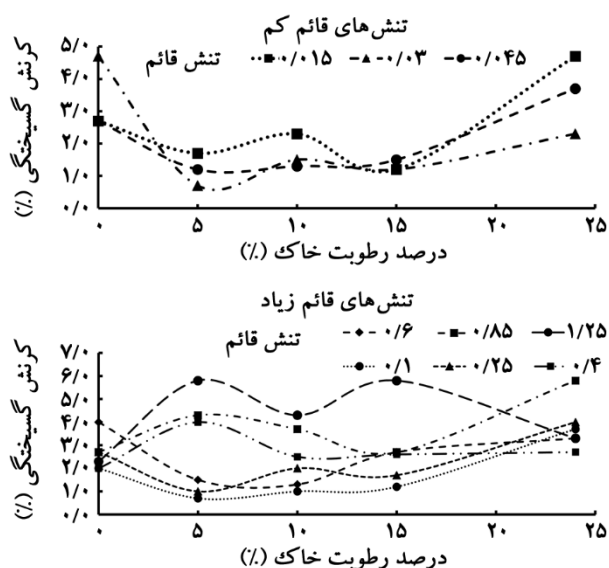 تنش‌های قائم کم
تنش قائم ۰/۰۱۵ ۰/۰۳ ۰/۰۴۵
کرنش گسیختگی (٪)
۵/۰
۴/۰
۳/۰
۲/۰
۱/۰
۰/۰
۰ ۵ ۱۰ ۱۵ ۲۰ ۲۵
درصد رطوبت خاک (٪)
تنش‌های قائم زیاد
تنش قائم
۰/۶ ۰/۸۵ ۱/۲۵
۰/۱ ۰/۲۵ ۰/۴
کرنش گسیختگی (٪)
۷/۰
۶/۰
۵/۰
۴/۰
۳/۰
۲/۰
۱/۰
۰/۰
۰ ۵ ۱۰ ۱۵ ۲۰ ۲۵
درصد رطوبت خاک (٪)